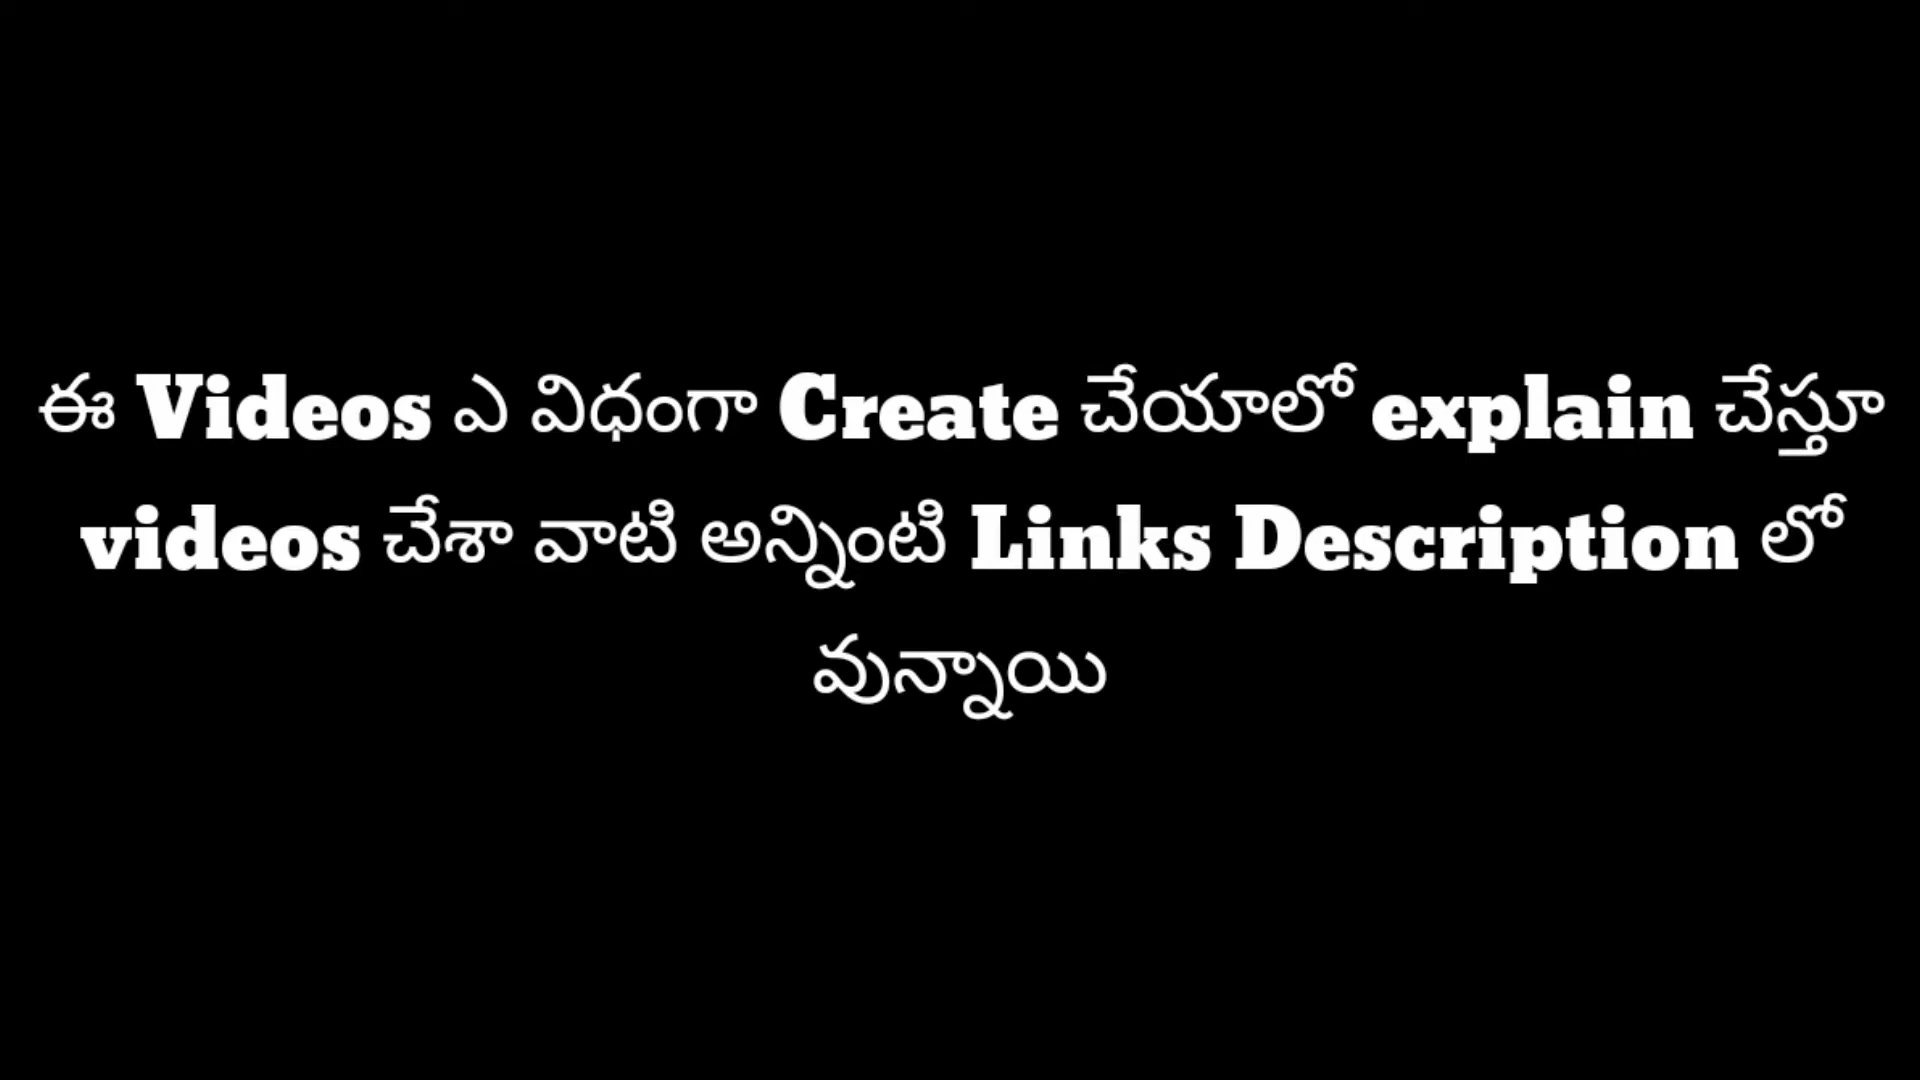 ఈ Videos ఎ విధంగా Create చేయాలో explain చేస్తూ
videos చేశా వాటి అన్నింటి Links Description లో
వున్నాయి